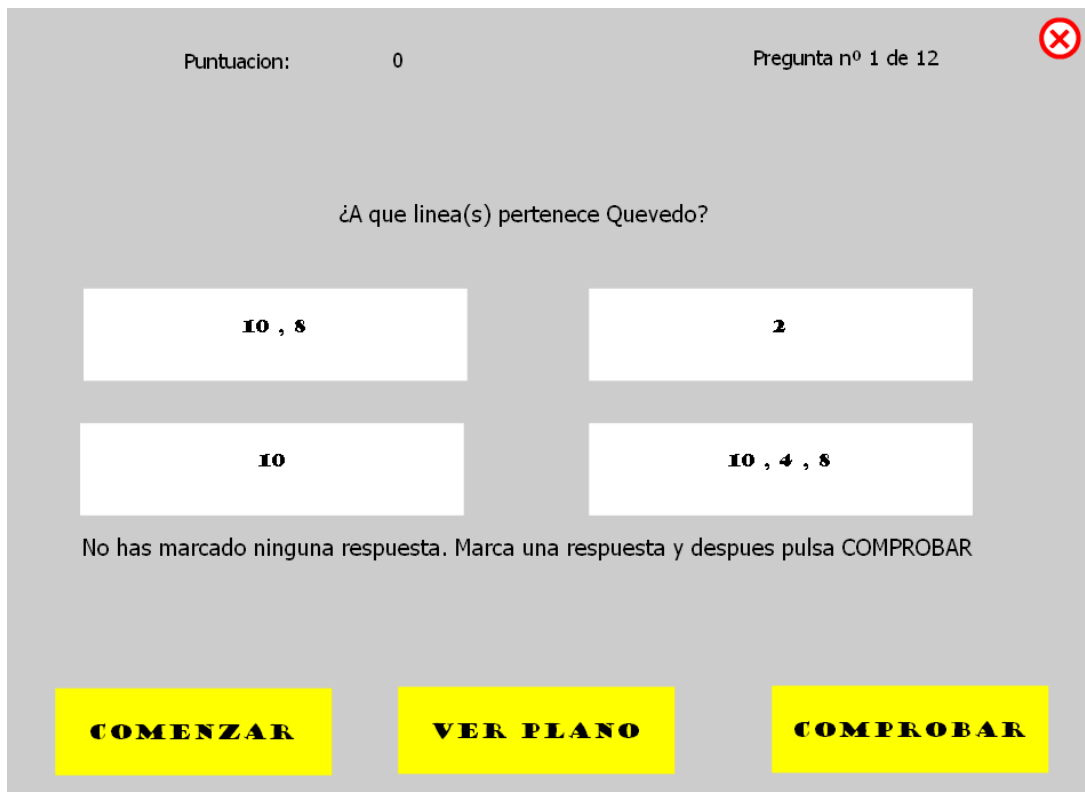 Puntuacion: 0 Pregunta nº 1 de 12
¿A que linea(s) pertenece Quevedo?
10 , 8
2
10
10 , 4 , 8
No has marcado ninguna respuesta. Marca una respuesta y despues pulsa COMPROBAR
COMENZAR
VER PLANO
COMPROBAR